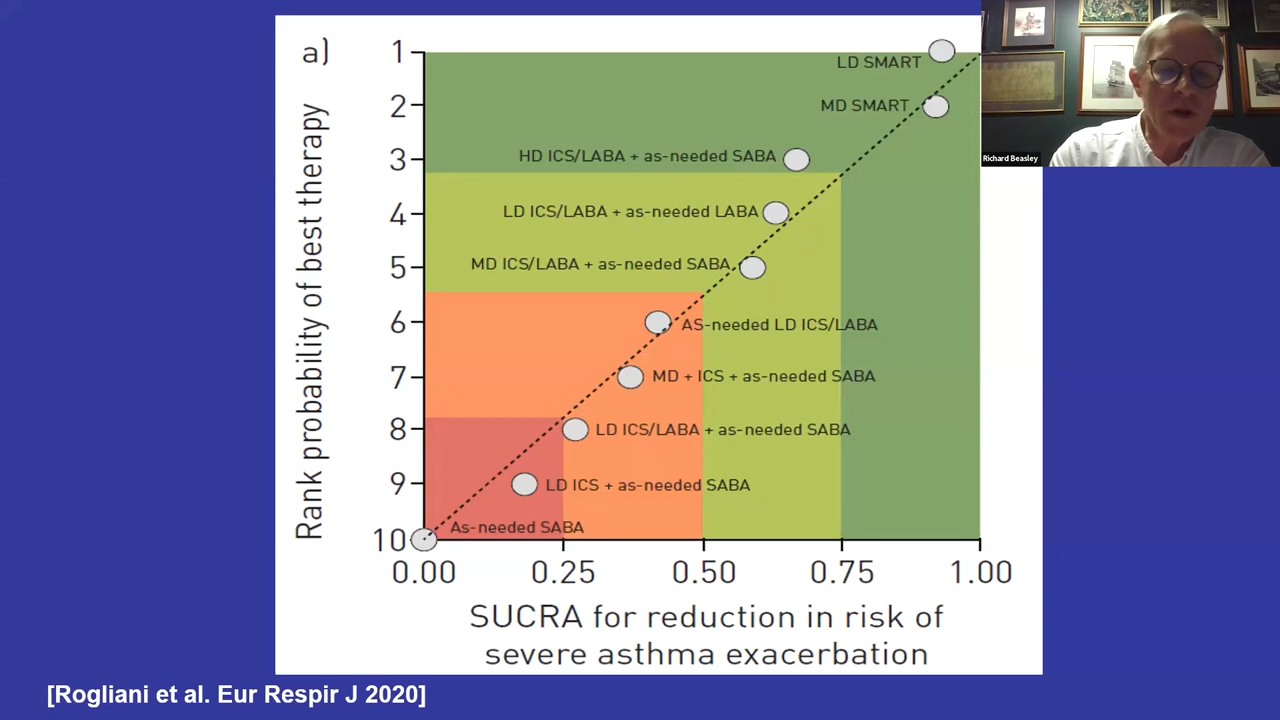 a)
Rank probability of best therapy
1
2
3
4
5
6
7
8
9
10
LD SMART
MD SMART
HD ICS/LABA + as-needed SABA
LD ICS/LABA + as-needed LABA
MD ICS/LABA + as-needed SABA
AS-needed LD ICS/LABA
MD + ICS + as-needed SABA
LD ICS/LABA + as-needed SABA
LD ICS + as-needed SABA
As-needed SABA
0.00 0.25 0.50 0.75 1.00
SUCRA for reduction in risk of
severe asthma exacerbation
[Rogliani et al. Eur Respir J 2020]
Richard Beasley